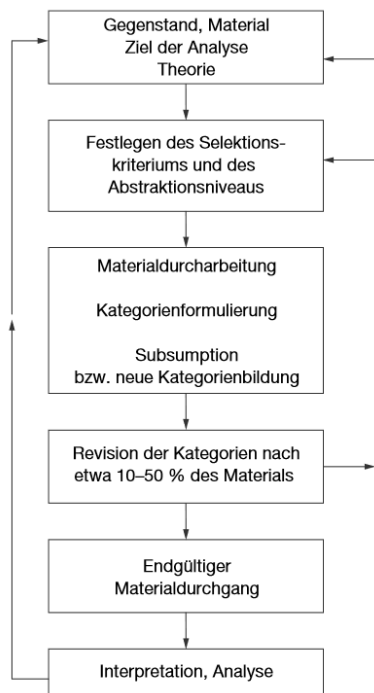 Gegenstand, Material
Ziel der Analyse
Theorie
Festlegen des Selektions-
kriteriums und des
Abstraktionsniveaus
Materialdurcharbeitung
Kategorienformulierung
Subsumption
bzw. neue Kategorienbildung
Revision der Kategorien nach
etwa 10–50 % des Materials
Endgültiger
Materialdurchgang
Interpretation, Analyse